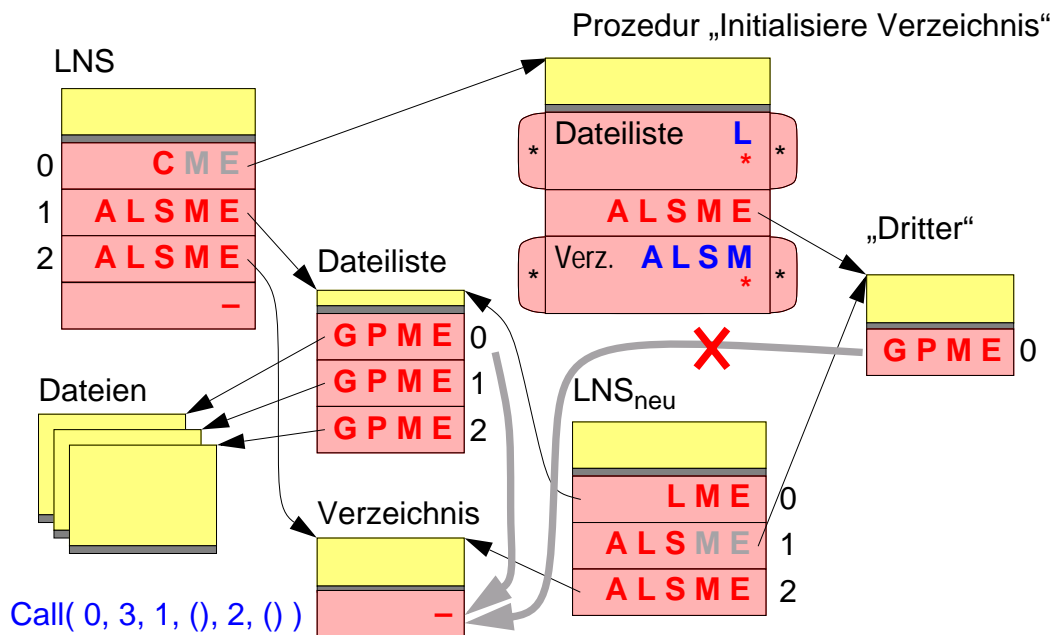 Prozedur „Initialisiere Verzeichnis“
LNS
0 C M E
1 A L S M E
2 A L S M E
–
* Dateiliste L *
*
A L S M E
* Verz. A L S M *
*
„Dritter“
G P M E 0
Dateiliste
G P M E 0
G P M E 1
G P M E 2
Dateien
LNSneu
L M E 0
A L S M E 1
A L S M E 2
Verzeichnis
–
Call( 0, 3, 1, (), 2, () )